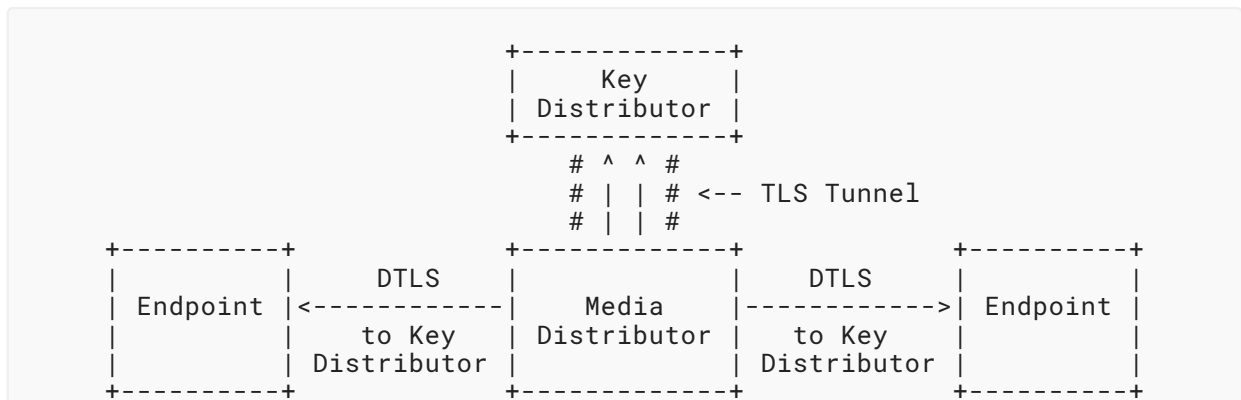 +-------------+
                         |     Key     |
                         | Distributor |
                         +-------------+
                            # ^ ^ #
                            # | | # <-- TLS Tunnel
                            # | | #
+----------+             +-------------+             +----------+
|          |     DTLS    |             |    DTLS     |          |
| Endpoint |<------------|    Media    |------------>| Endpoint |
|          |    to Key   | Distributor |   to Key    |          |
|          | Distributor |             | Distributor |          |
+----------+             +-------------+             +----------+